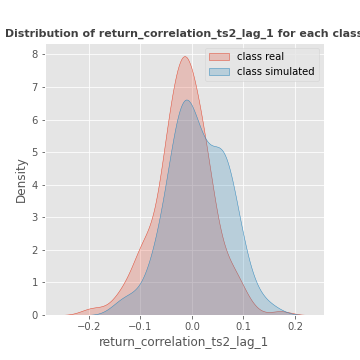 Distribution of return_correlation_ts2_lag_1 for each class
class real
class simulated
Density
8
7
6
5
4
3
2
1
0
−0.2 −0.1 0.0 0.1 0.2
return_correlation_ts2_lag_1